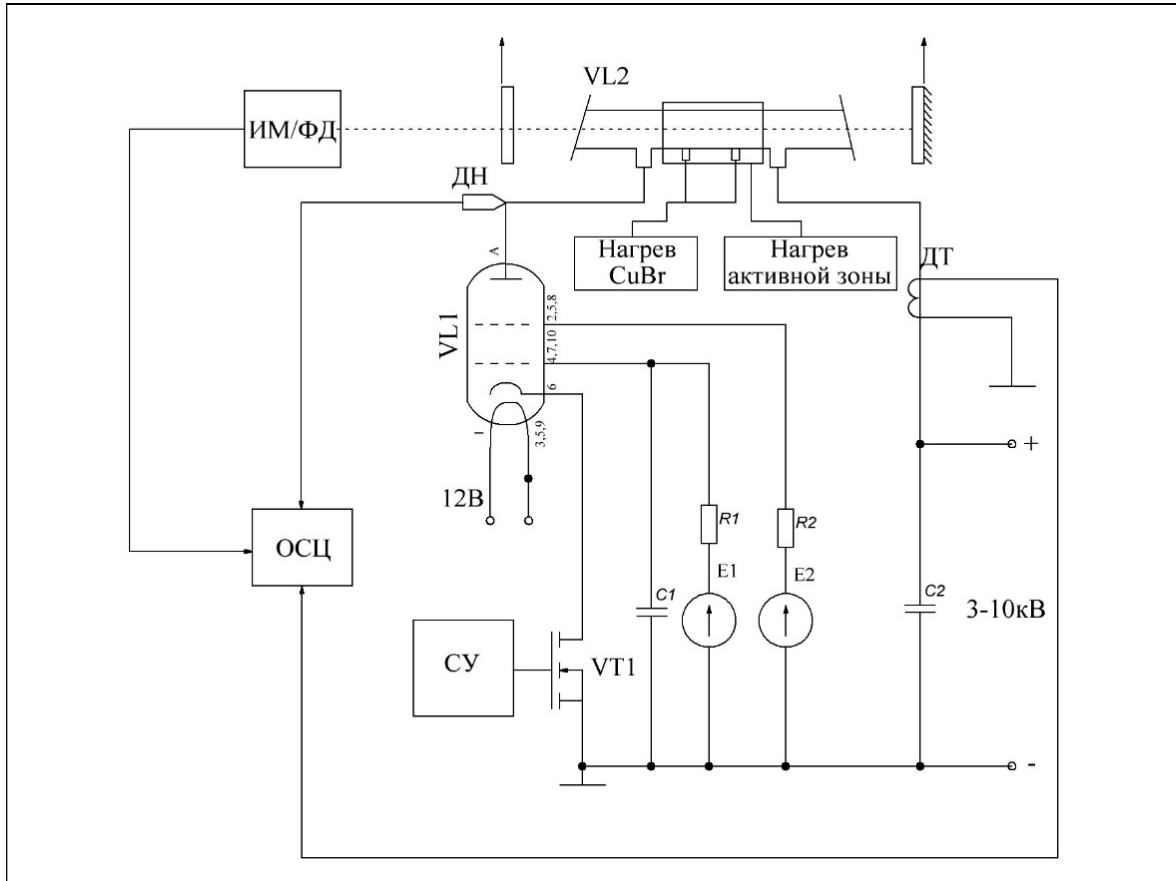 VL2
ИМ/ФД
ДН
Нагрев
CuBr
Нагрев
активной зоны
ДТ
A
VL1
2,5,8
4,7,10
6
1
3,5,9
12В
+
ОСЦ
R1
R2
E1
E2
C1
C2
3-10кВ
СУ
VT1
-